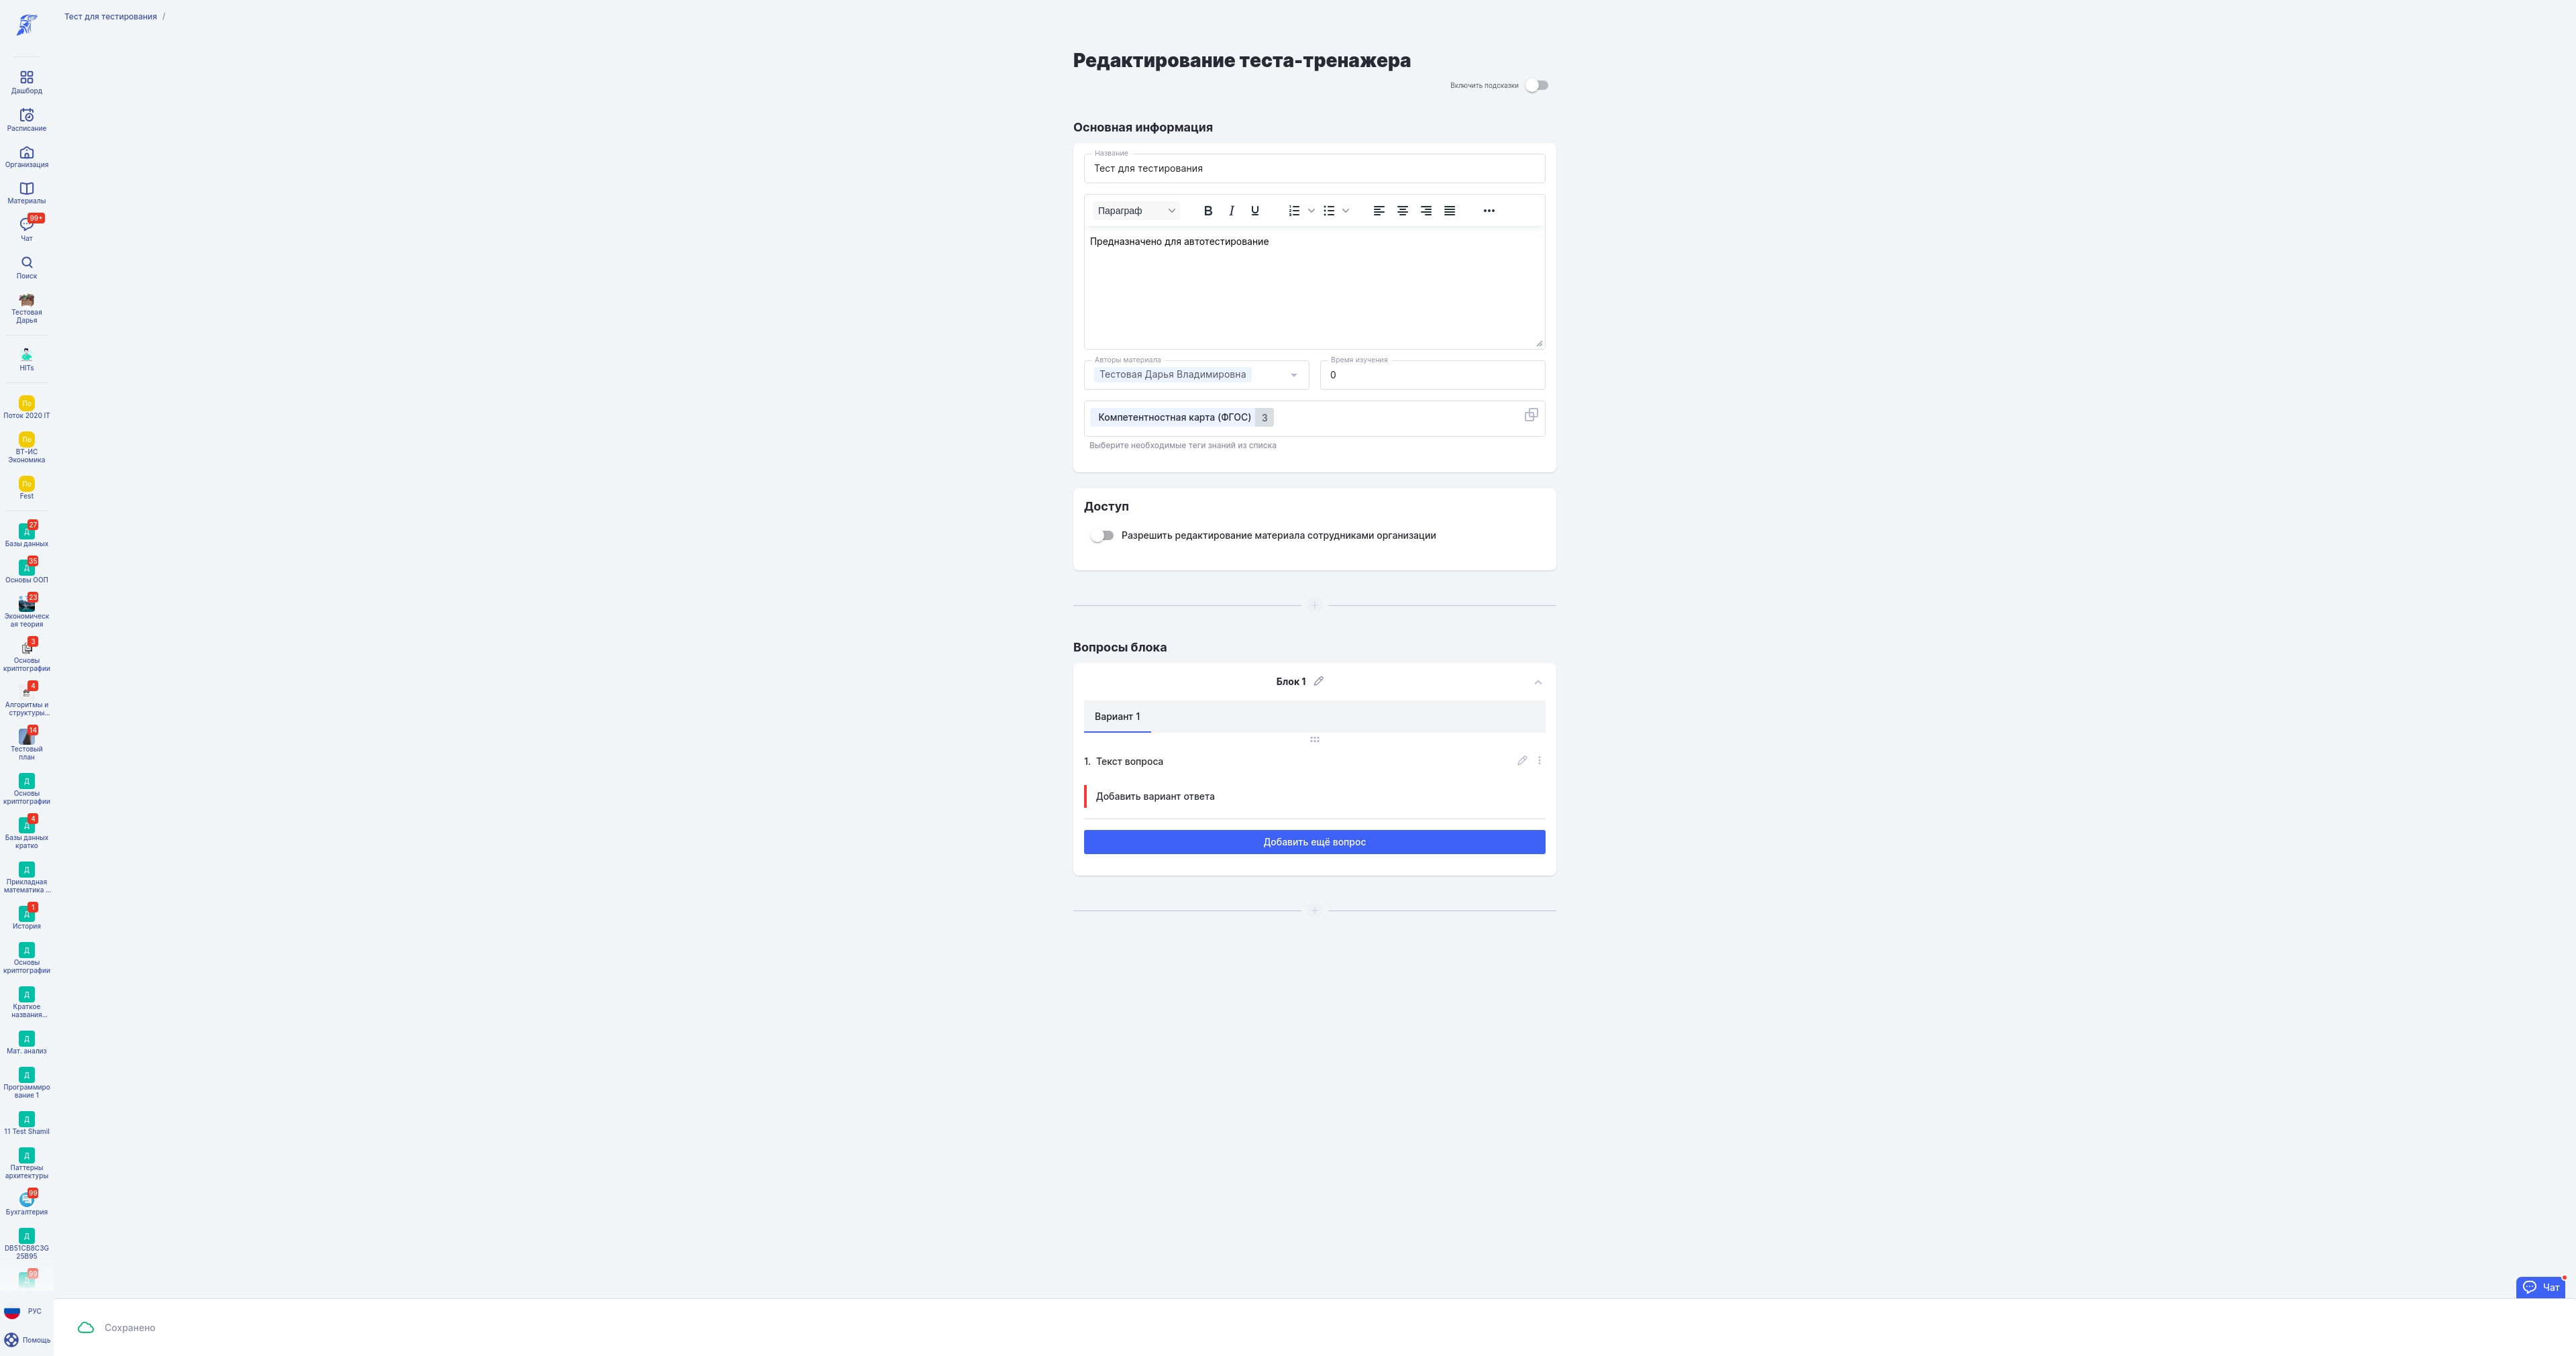 Тест для тестирования /
Дашборд
Расписание
Организация
Материалы
99+
Чат
Поиск
Тестовая
Дарья
HITs
По
Поток 2020 IT
По
ВТ-ИС
Экономика
По
Fest
27
Д
Базы данных
35
Д
Основы ООП
23
Экономическ
ая теория
3
Основы
криптографии
4
Алгоритмы и
структуры...
14
Тестовый
план
Д
Основы
криптографии
4
Д
Базы данных
кратко
Д
Прикладная
математика ...
1
Д
История
Д
Основы
криптографии
Д
Краткое
названия...
Д
Мат. анализ
Д
Программиро
вание 1
Д
11 Test Shamil
Д
Паттерны
архитектуры
99
Бухгалтерия
Д
DB51CB8C3G
25B95
99
Д
РУС
Помощь
Редактирование теста-тренажера
Включить подсказки
Основная информация
Название
Тест для тестирования
Параграф
B I U
Предназначено для автотестирование
Авторы материала
Тестовая Дарья Владимировна
Время изучения
0
Компетентностная карта (ФГОС) 3
Выберите необходимые теги знаний из списка
Доступ
Разрешить редактирование материала сотрудниками организации
Вопросы блока
Блок 1
Вариант 1
1. Текст вопроса
Добавить вариант ответа
Добавить ещё вопрос
Чат
Сохранено